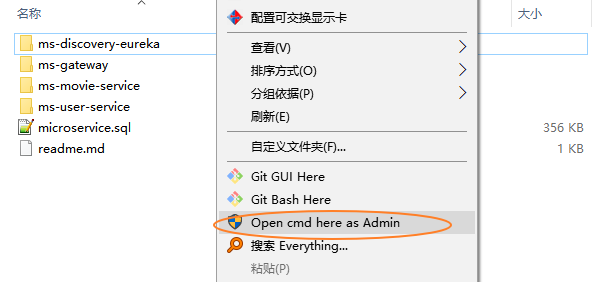 名称
大小
ms-discovery-eureka
ms-gateway
ms-movie-service
ms-user-service
microservice.sql
356 KB
readme.md
1 KB
配置可交换显示卡
查看(V)
排序方式(O)
分组依据(P)
刷新(E)
自定义文件夹(F)...
Git GUI Here
Git Bash Here
Open cmd here as Admin
搜索 Everything...
粘贴(P)